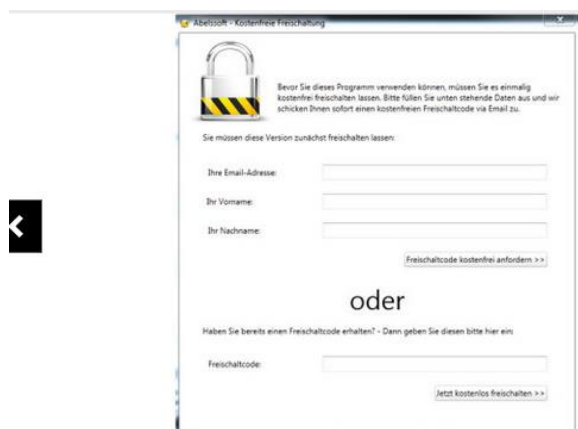 Abelssoft - Kostenfreie Freischaltung
Bevor Sie dieses Programm verwenden können, müssen Sie es einmalig
kostenfrei freischalten lassen. Bitte füllen Sie unten stehende Daten aus und wir
schicken Ihnen sofort einen kostenfreien Freischaltcode via Email zu.
Sie müssen diese Version zunächst freischalten lassen:
Ihre Email-Adresse:
Ihr Vorname:
Ihr Nachname:
Freischaltcode kostenfrei anfordern >>
oder
Haben Sie bereits einen Freischaltcode erhalten? - Dann geben Sie diesen bitte hier ein:
Freischaltcode:
Jetzt kostenlos freischalten >>